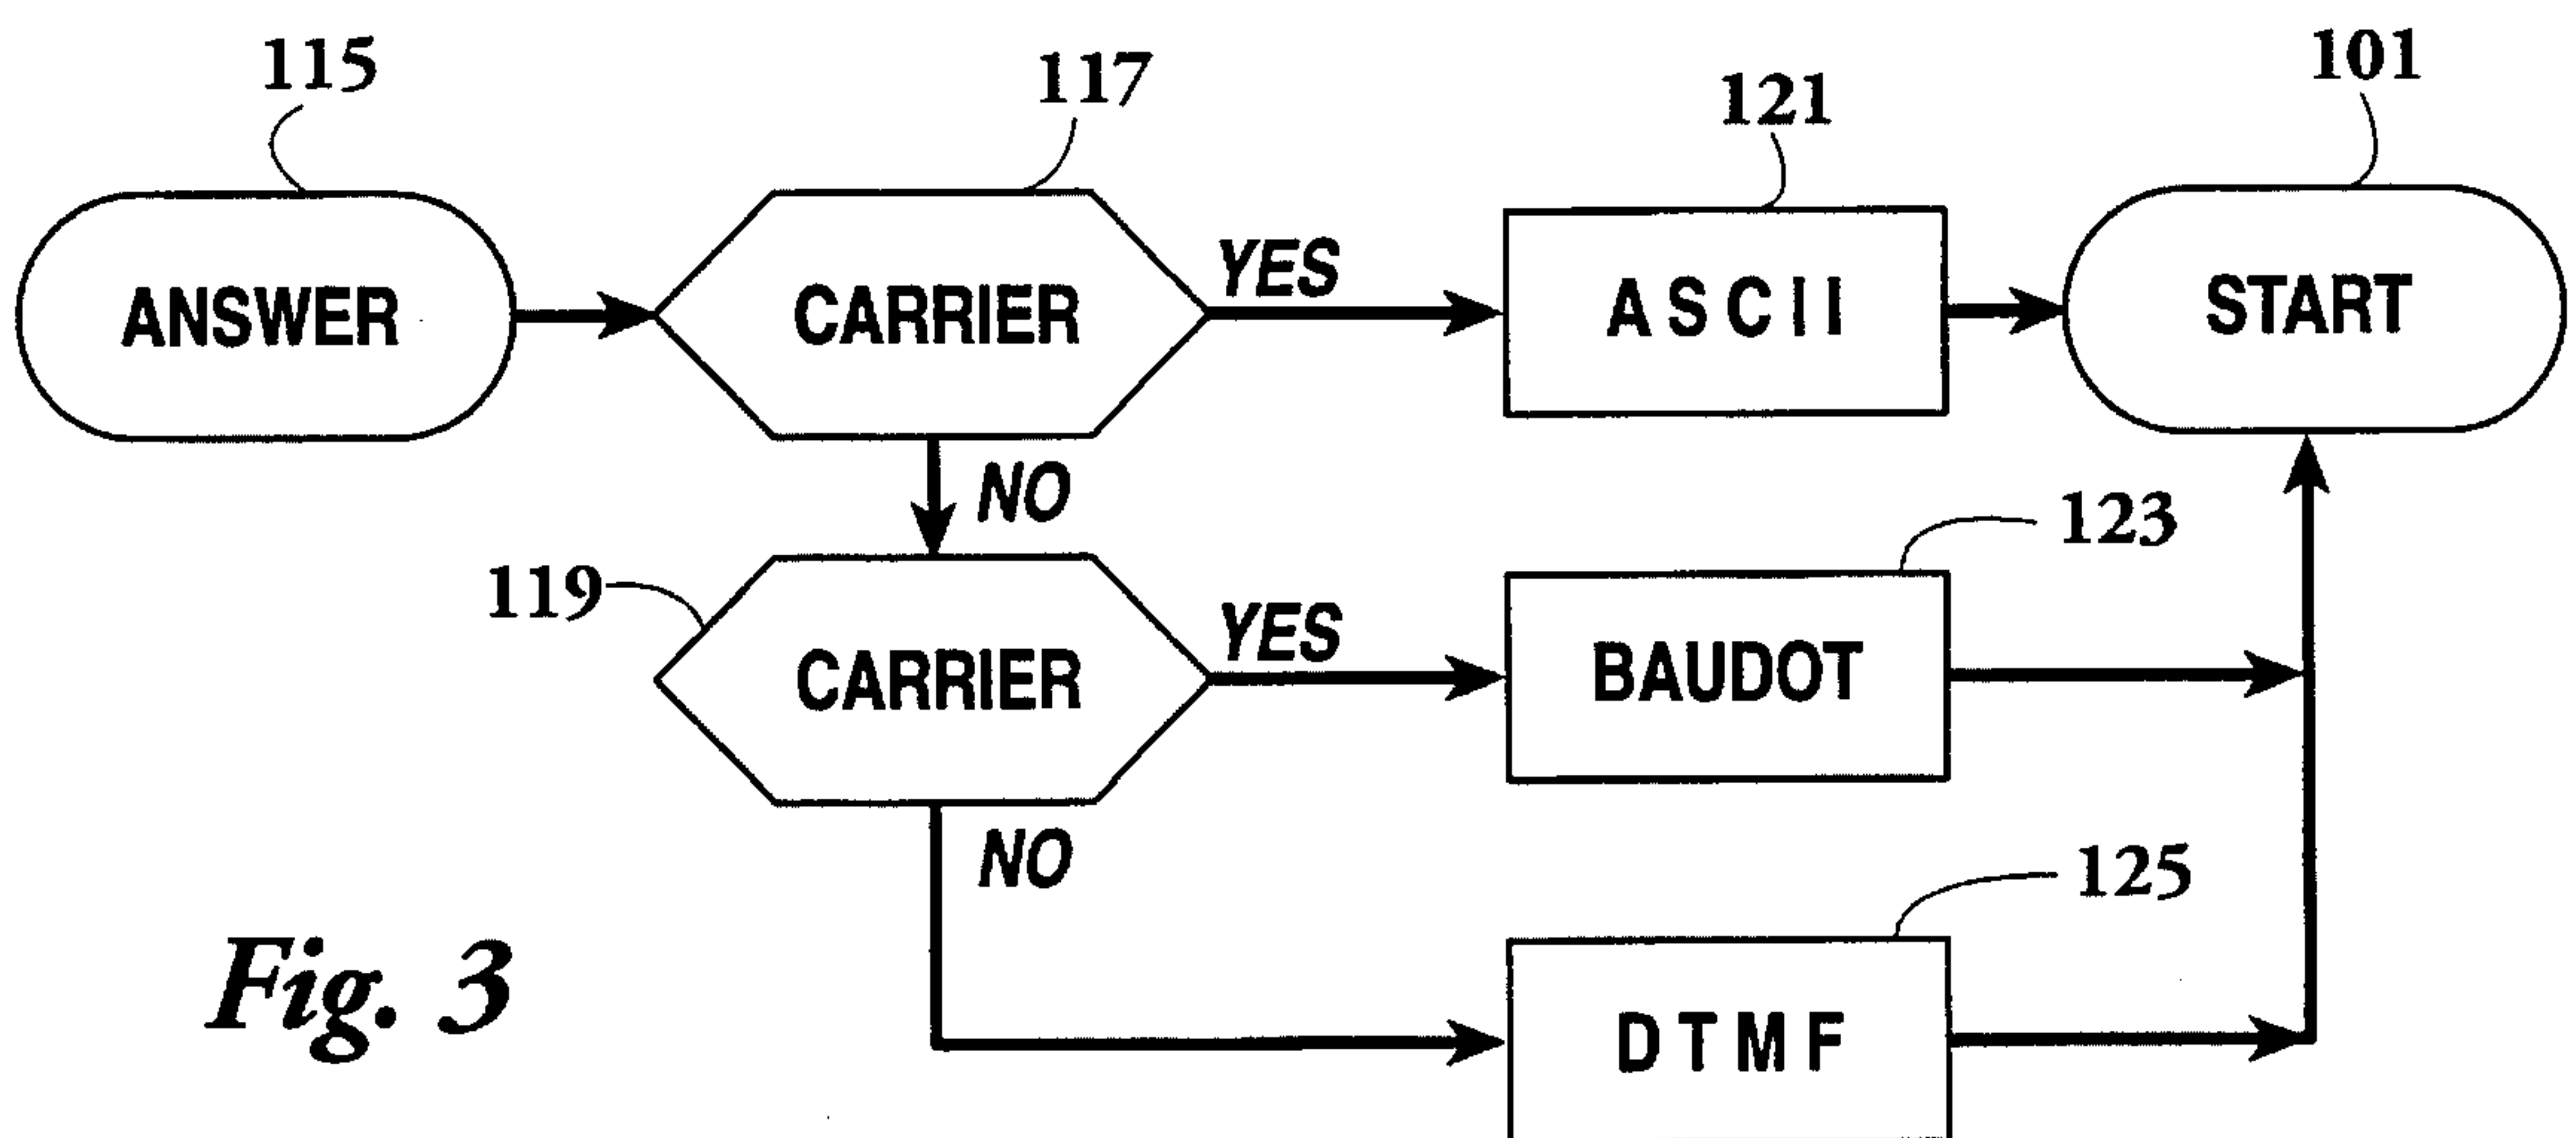 115
117
121
101
ANSWER
CARRIER
YES
ASCII
START
NO
123
119
CARRIER
YES
BAUDOT
NO
125
DTMF
Fig. 3